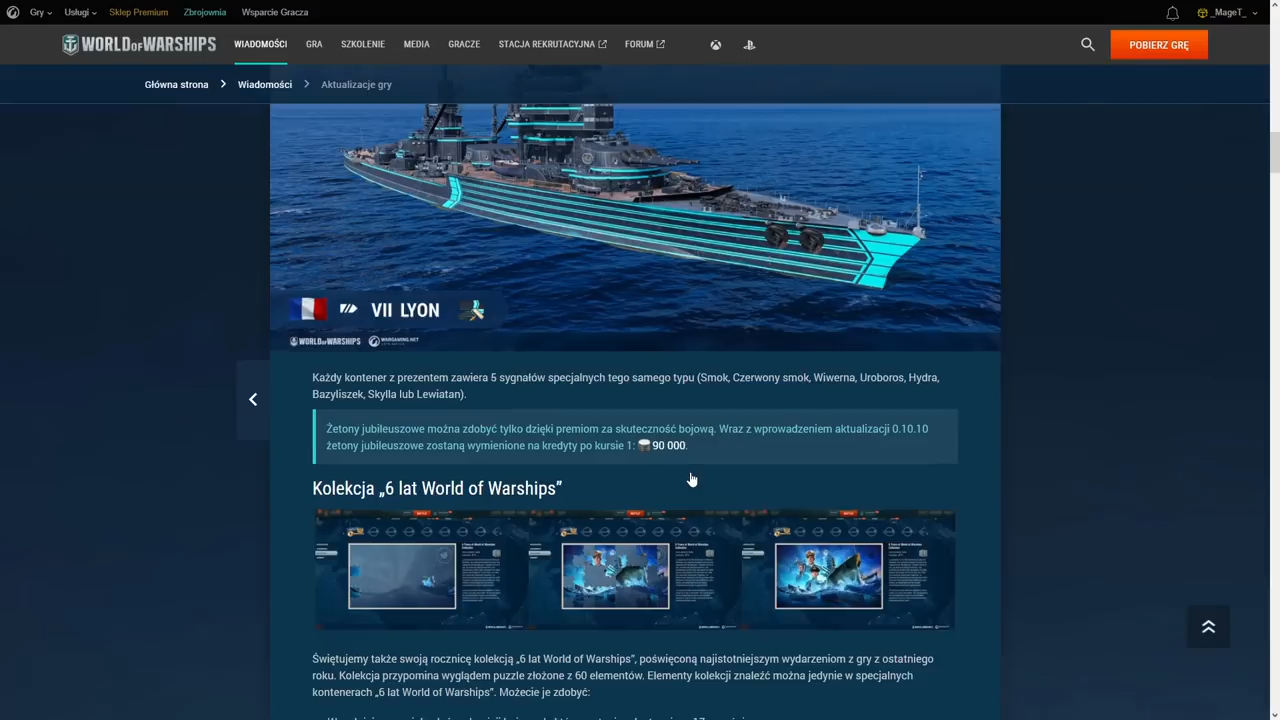 Gry
Usługi
Sklep Premium
Zbrojownia
Wsparcie Gracza
_MageT_
WORLD OF WARSHIPS
WIADOMOŚCI
GRA
SZKOLENIE
MEDIA
GRACZE
STACJA REKRUTACYJNA
FORUM
POBIERZ GRĘ
Główna strona
Wiadomości
Aktualizacje gry
VII LYON
WORLD OF WARSHIPS
WARGAMING.NET
Każdy kontener z prezentem zawiera 5 sygnałów specjalnych tego samego typu (Smok, Czerwony smok, Wiwerna, Uroboros, Hydra,
Bazyliszek, Skylla lub Lewiatan).
Żetony jubileuszowe można zdobyć tylko dzięki premiom za skuteczność bojową. Wraz z wprowadzeniem aktualizacji 0.10.10
żetony jubileuszowe zostaną wymienione na kredyty po kursie 1: 90 000.
Kolekcja „6 lat World of Warships”
Świętujemy także swoją rocznicę kolekcją „6 lat World of Warships”, poświęconą najistotniejszym wydarzeniom z gry z ostatniego
roku. Kolekcja przypomina wyglądem puzzle złożone z 60 elementów. Elementy kolekcji znaleźć można jedynie w specjalnych
kontenerach „6 lat World of Warships”. Możecie je zdobyć: